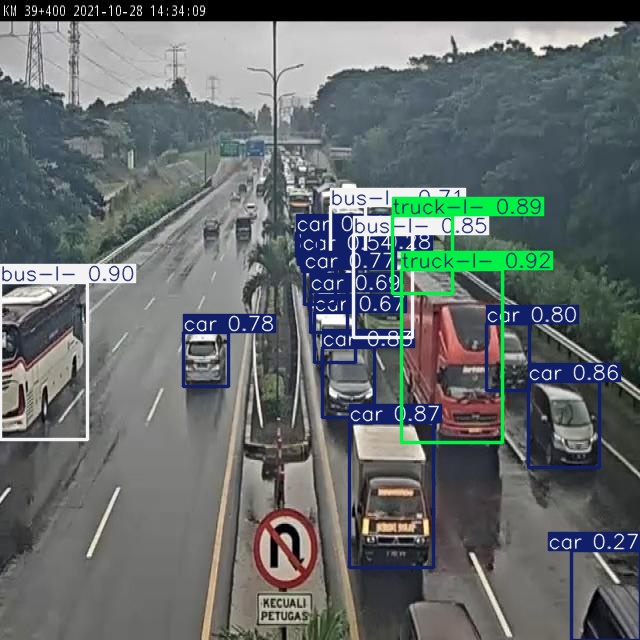 KM 39+400 2021-10-28 14:34:09
bus-l- 0.71
truck-l- 0.89
bus-l- 0.85
car 0.77
truck-l- 0.92
bus-l- 0.90
car 0.69
car 0.67
car 0.80
car 0.78
car 0.86
car 0.87
car 0.27
KECUALI
PETUGAS